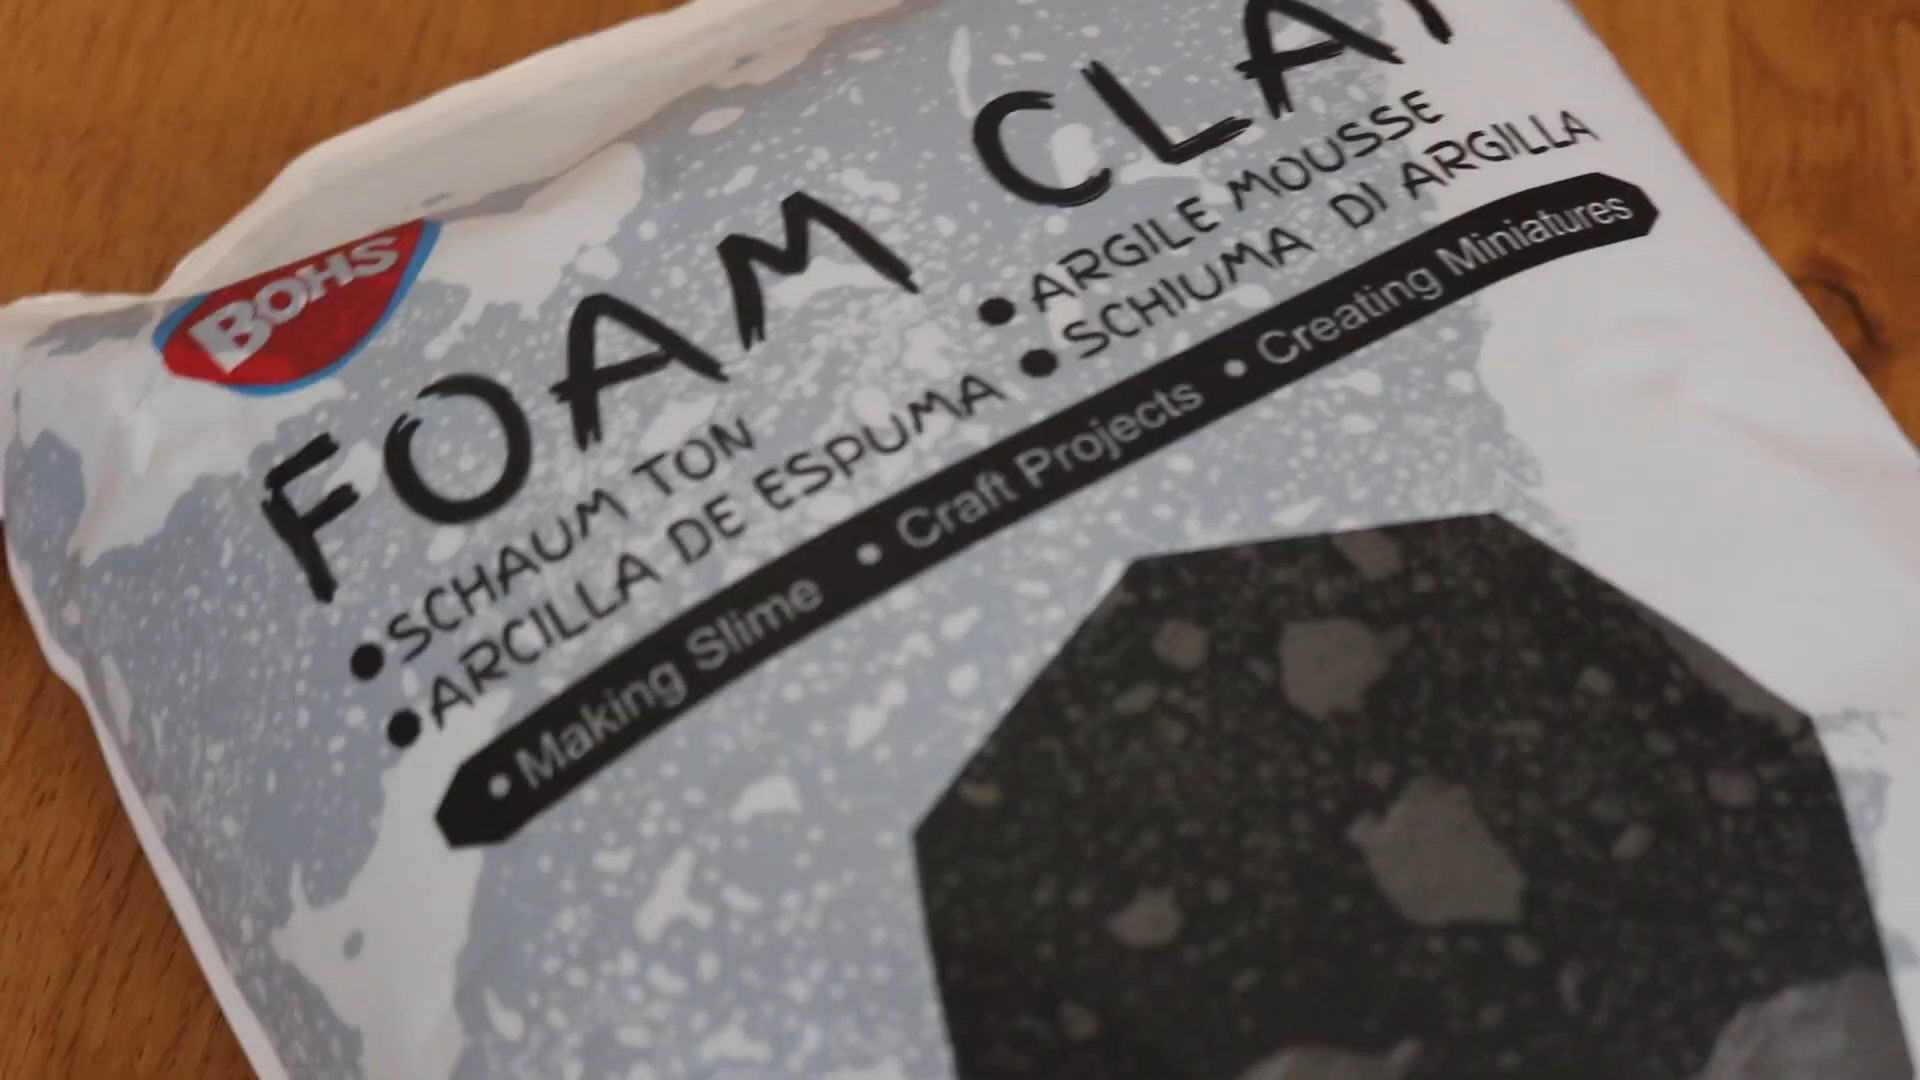 BOHS
FOAM CLAY
•SCHAUM TON
•ARCILLA DE ESPUMA
•ARGILE MOUSSE
•SCHIUMA DI ARGILLA
• Making Slime • Craft Projects • Creating Miniatures